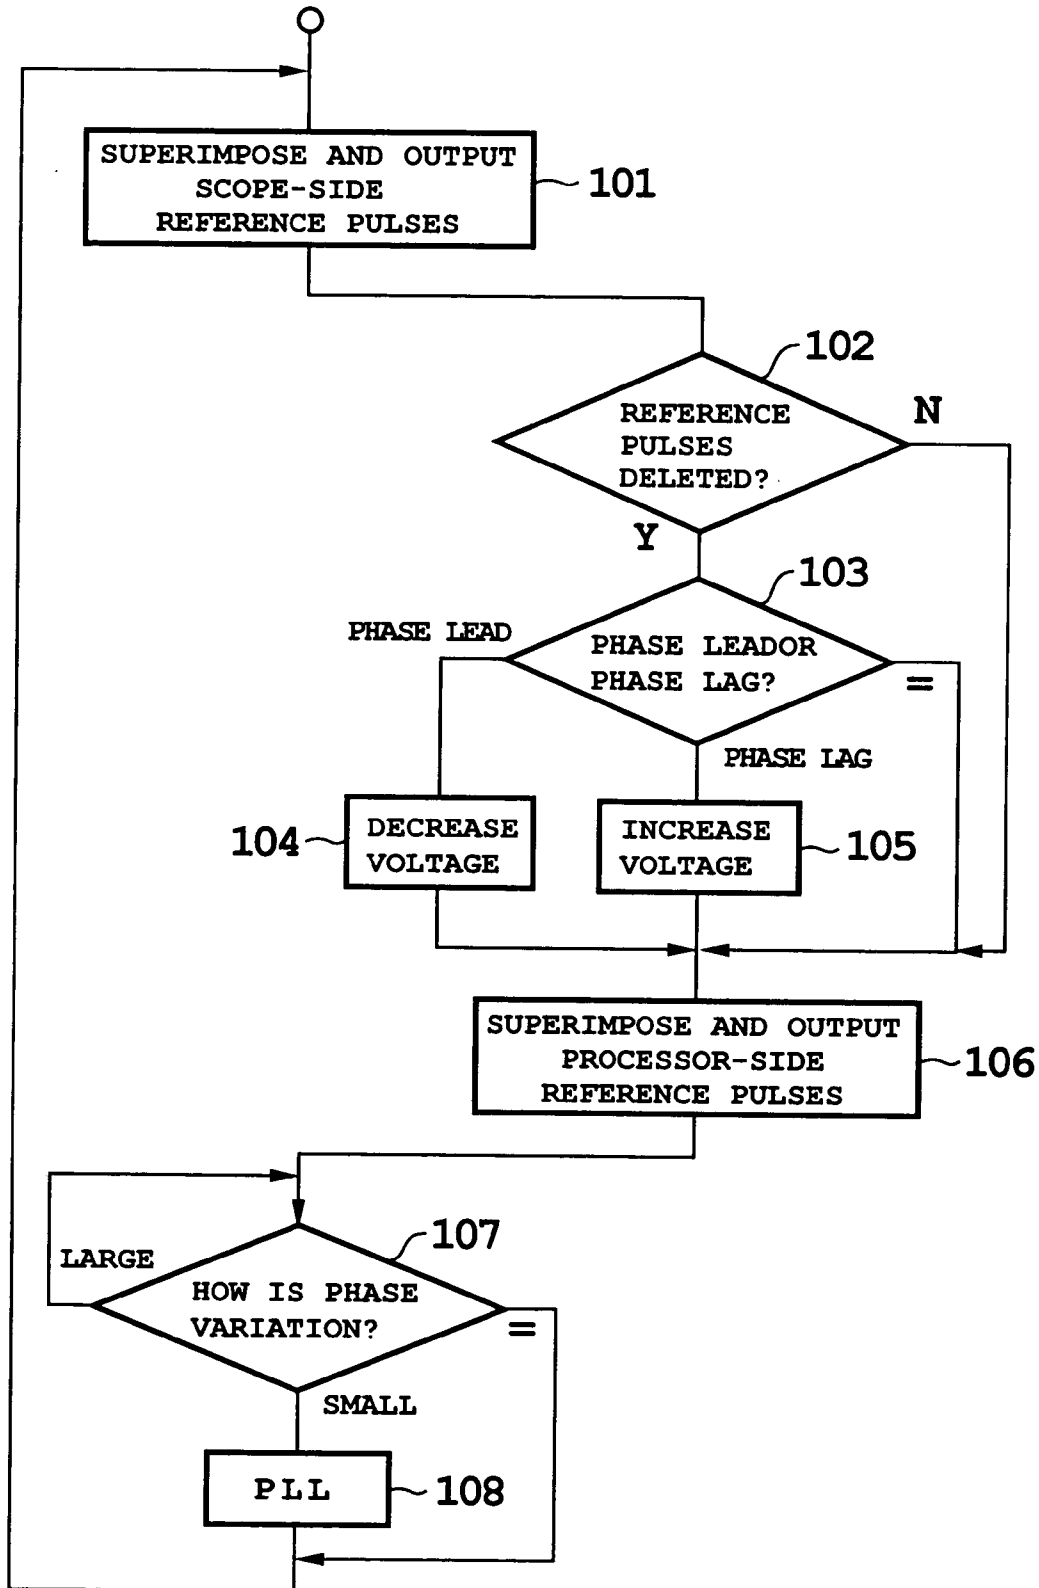 SUPERIMPOSE AND OUTPUT
SCOPE-SIDE
REFERENCE PULSES
101
102
REFERENCE
PULSES
DELETED?
N
Y
103
PHASE LEAD
PHASE LEADOR
PHASE LAG?
=
PHASE LAG
104
DECREASE
VOLTAGE
INCREASE
VOLTAGE
105
SUPERIMPOSE AND OUTPUT
PROCESSOR-SIDE
REFERENCE PULSES
106
107
LARGE
HOW IS PHASE
VARIATION?
=
SMALL
PLL
108